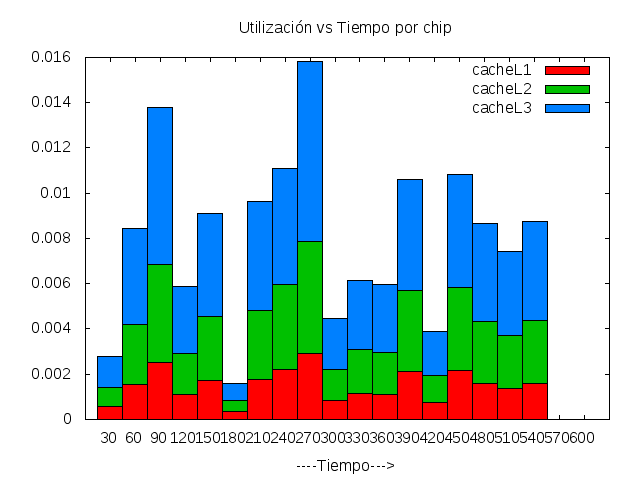 Utilización vs Tiempo por chip
0.016
0.014
0.012
0.01
0.008
0.006
0.004
0.002
0
cacheL1
cacheL2
cacheL3
30 60 90 120 150 180 210 240 270 300 330 360 390 420 450 480 510 540 570 600
----Tiempo--->